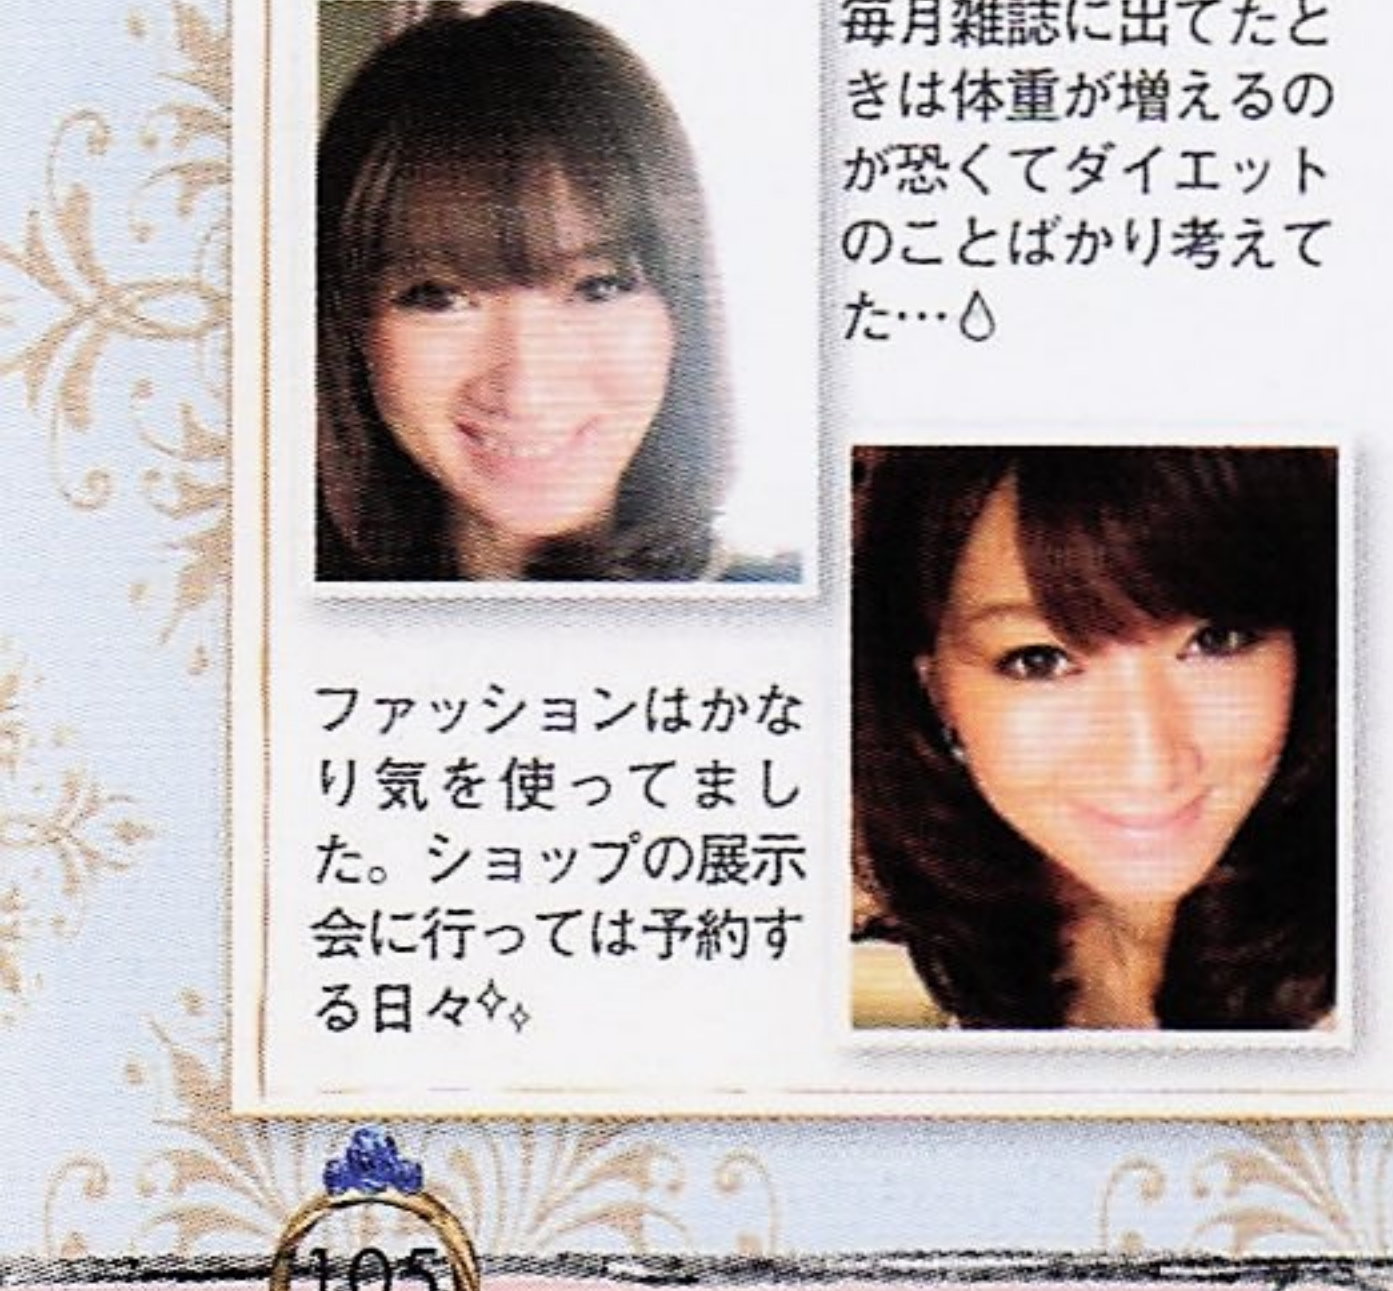 毎月雑誌に出てたと
きは体重が増えるの
が恐くてダイエット
のことばかり考えて
た…
ファッションはかな
り気を使ってまし
た。ショップの展示
会に行っては予約す
る日々
105